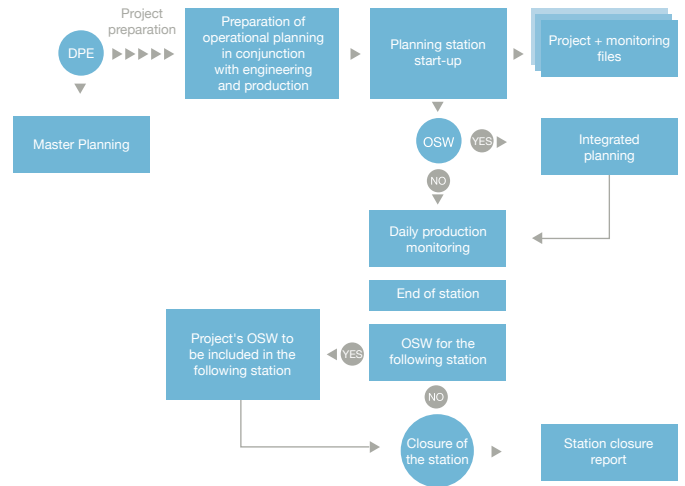 Project
preparation
DPE
Preparation of
operational planning
in conjunction
with engineering
and production
Planning station
start-up
Project + monitoring
files
Master Planning
OSW
YES
Integrated
planning
NO
Daily production
monitoring
End of station
Project's OSW to
be included in the
following station
YES
OSW for the
following station
NO
Closure of
the station
Station closure
report